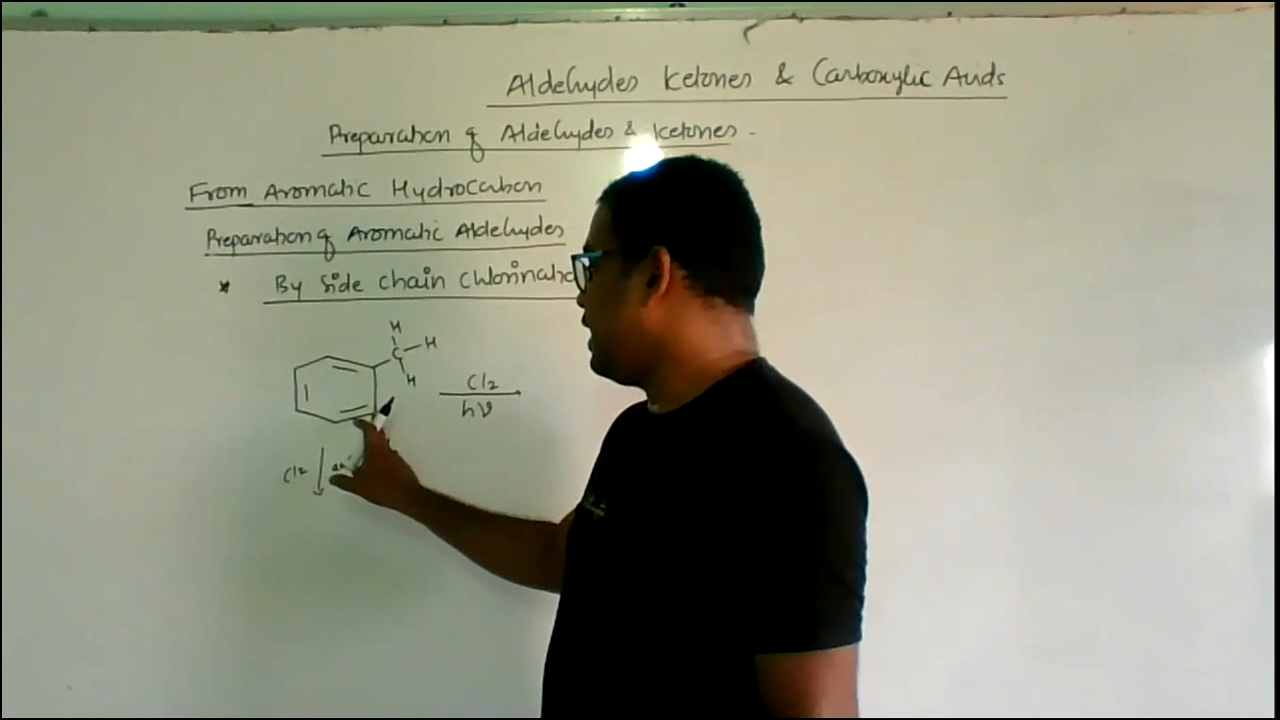 Aldehydes Ketones & Carboxylic Acids
Preparation of Aldehydes & Ketones -
From Aromatic Hydrocarbon
Preparation of Aromatic Aldehydes
* By Side Chain Chlorinatio
H
C H
H
Cl2
hν
Cl2